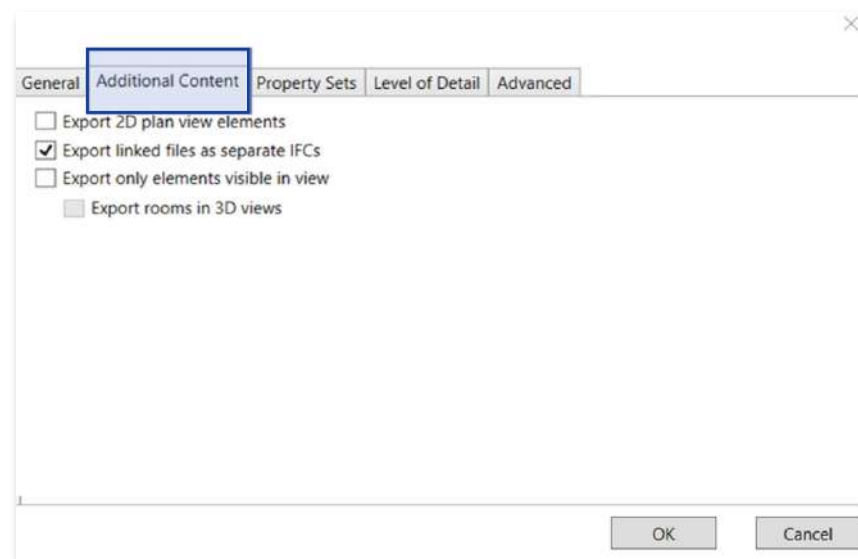 General Additional Content Property Sets Level of Detail Advanced
Export 2D plan view elements
Export linked files as separate IFCs
Export only elements visible in view
Export rooms in 3D views
OK Cancel